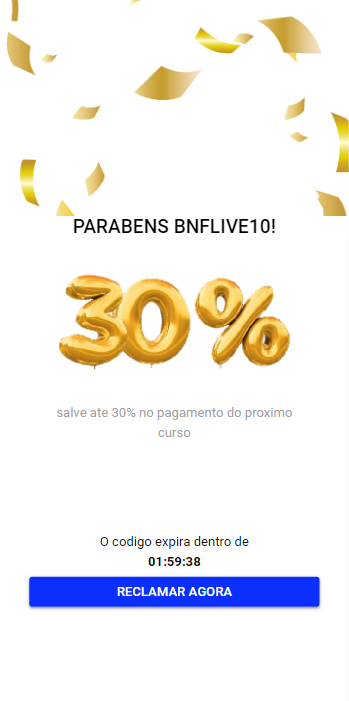 PARABENS BNFLIVE10!
30%
salve ate 30% no pagamento do proximo
curso
O codigo expira dentro de
01:59:38
RECLAMAR AGORA